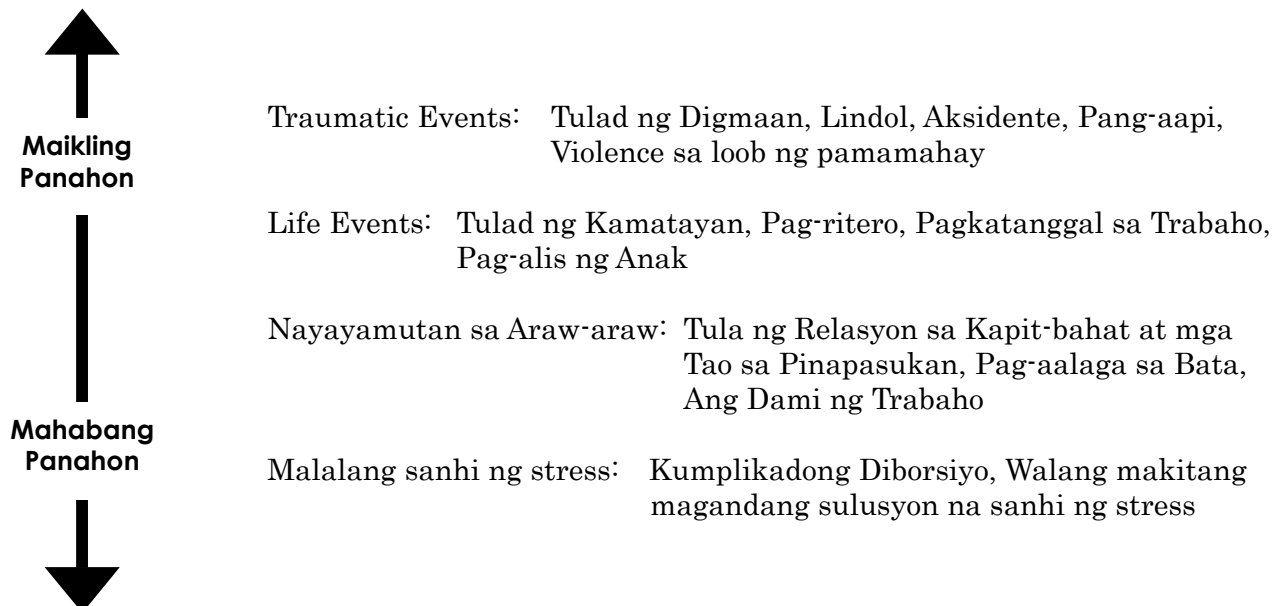 Maikling
Panahon
Traumatic Events: Tulad ng Digmaan, Lindol, Aksidente, Pang-aapi,
Violence sa loob ng pamamahay
Life Events: Tulad ng Kamatayan, Pag-ritero, Pagkatanggal sa Trabaho,
Pag-alis ng Anak
Nayayamutan sa Araw-araw: Tula ng Relasyon sa Kapit-bahat at mga
Tao sa Pinapasukan, Pag-aalaga sa Bata,
Ang Dami ng Trabaho
Mahabang
Panahon
Malalang sanhi ng stress: Kumplikadong Diborsiyo, Walang makitang
magandang sulusyon na sanhi ng stress